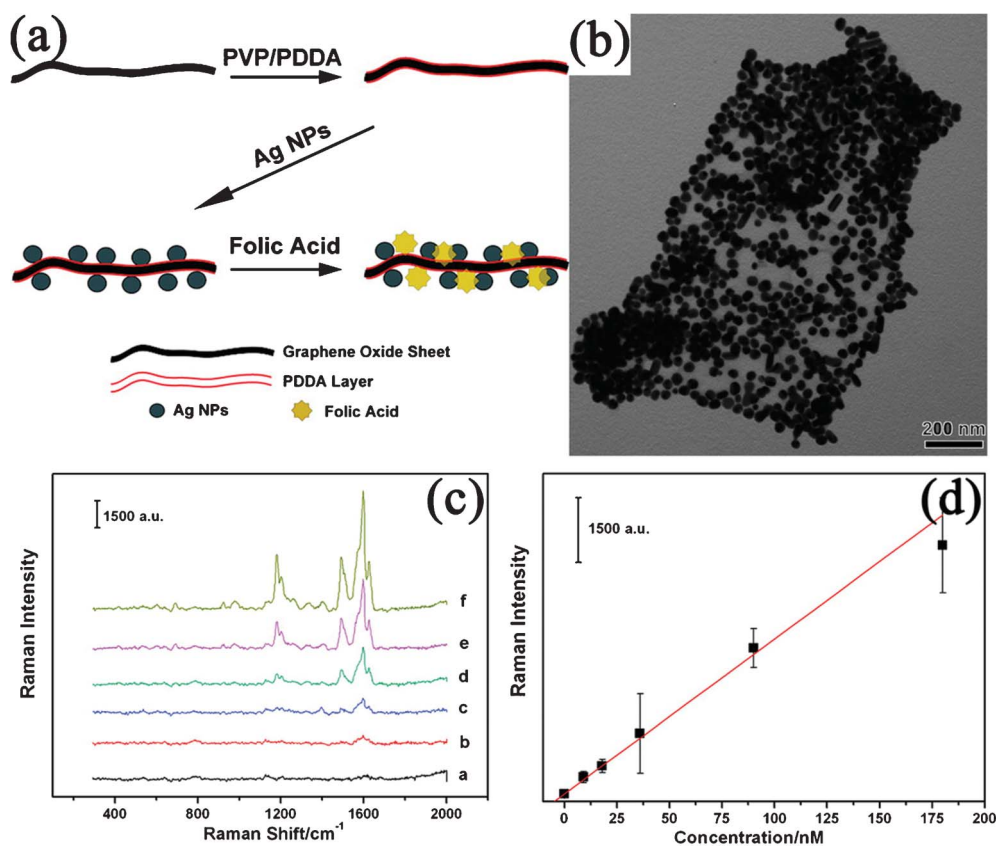 (a)
PVP/PDDA
Ag NPs
Folic Acid
Graphene Oxide Sheet
PDDA Layer
Ag NPs
Folic Acid
(b)
200 nm
(c)
1500 a.u.
f
e
d
c
b
a
Raman Intensity
400
800
1200
1600
2000
Raman Shift/cm-1
(d)
1500 a.u.
Raman Intensity
0
25
50
75
100
125
150
175
200
Concentration/nM